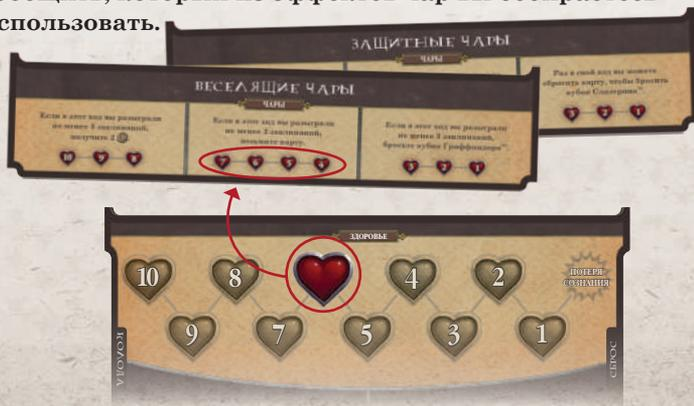 которой из эффектов чар вы собираетесь
спользовать.
ЗАЩИТНЫЕ ЧАРЫ
ЧАРЫ
Раз в свой ход вы можете
сбросить карту, чтобы бросить
кубик Слизерина
3 2 1
ВЕСЕЛЯЩИЕ ЧАРЫ
ЧАРЫ
Если в этот ход вы разыграли
не менее заклинаний,
получите 2
10 9 8
Если в этот ход вы разыграли
не менее заклинаний,
возьмите карту.
7 6 5 4
Если в этот ход вы разыграли
не менее заклинаний,
бросьте кубик Гриффиндора
3 2 1
ЗДОРОВЬЕ
10 8 4 2
ПОТЕРЯ
СОЗНАНИЯ
9 7 5 3 1
КОЛОДА
СБРОС